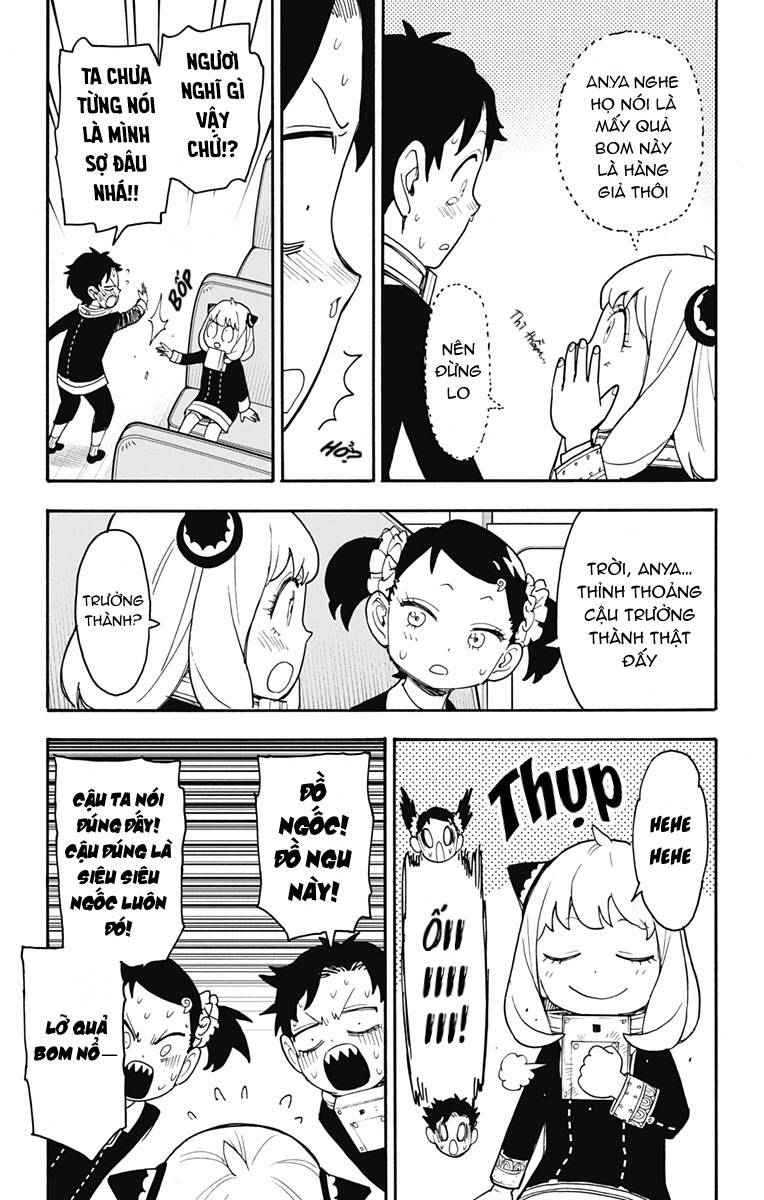 ANYA NGHE
HỌ NÓI LÀ
MẤY QUẢ
BOM NÀY
LÀ HÀNG
GIẢ THÔI
Thì thầm...
NÊN
ĐỪNG
LO
HỞ?
NGƯƠI
NGHĨ GÌ
VẬY
CHỨ!?
TA CHƯA
TỪNG NÓI
LÀ MÌNH
SỢ ĐÂU
NHÁ!!
BỐP
TRỜI, ANYA...
THỈNH THOẢNG
CẬU TRƯỞNG
THÀNH THẬT
ĐẤY
TRƯỞNG
THÀNH?
HEHE
HEHE
Thụp
ỐII
IIIII
IIII!
ĐỒ
NGỐC!
ĐỒ NGU
NÀY!
CẬU TA NÓI
ĐÚNG ĐẤY!
CẬU ĐÚNG LÀ
SIÊU SIÊU
NGỐC LUÔN
ĐÓ!
LỠ QUẢ
BOM NỔ—